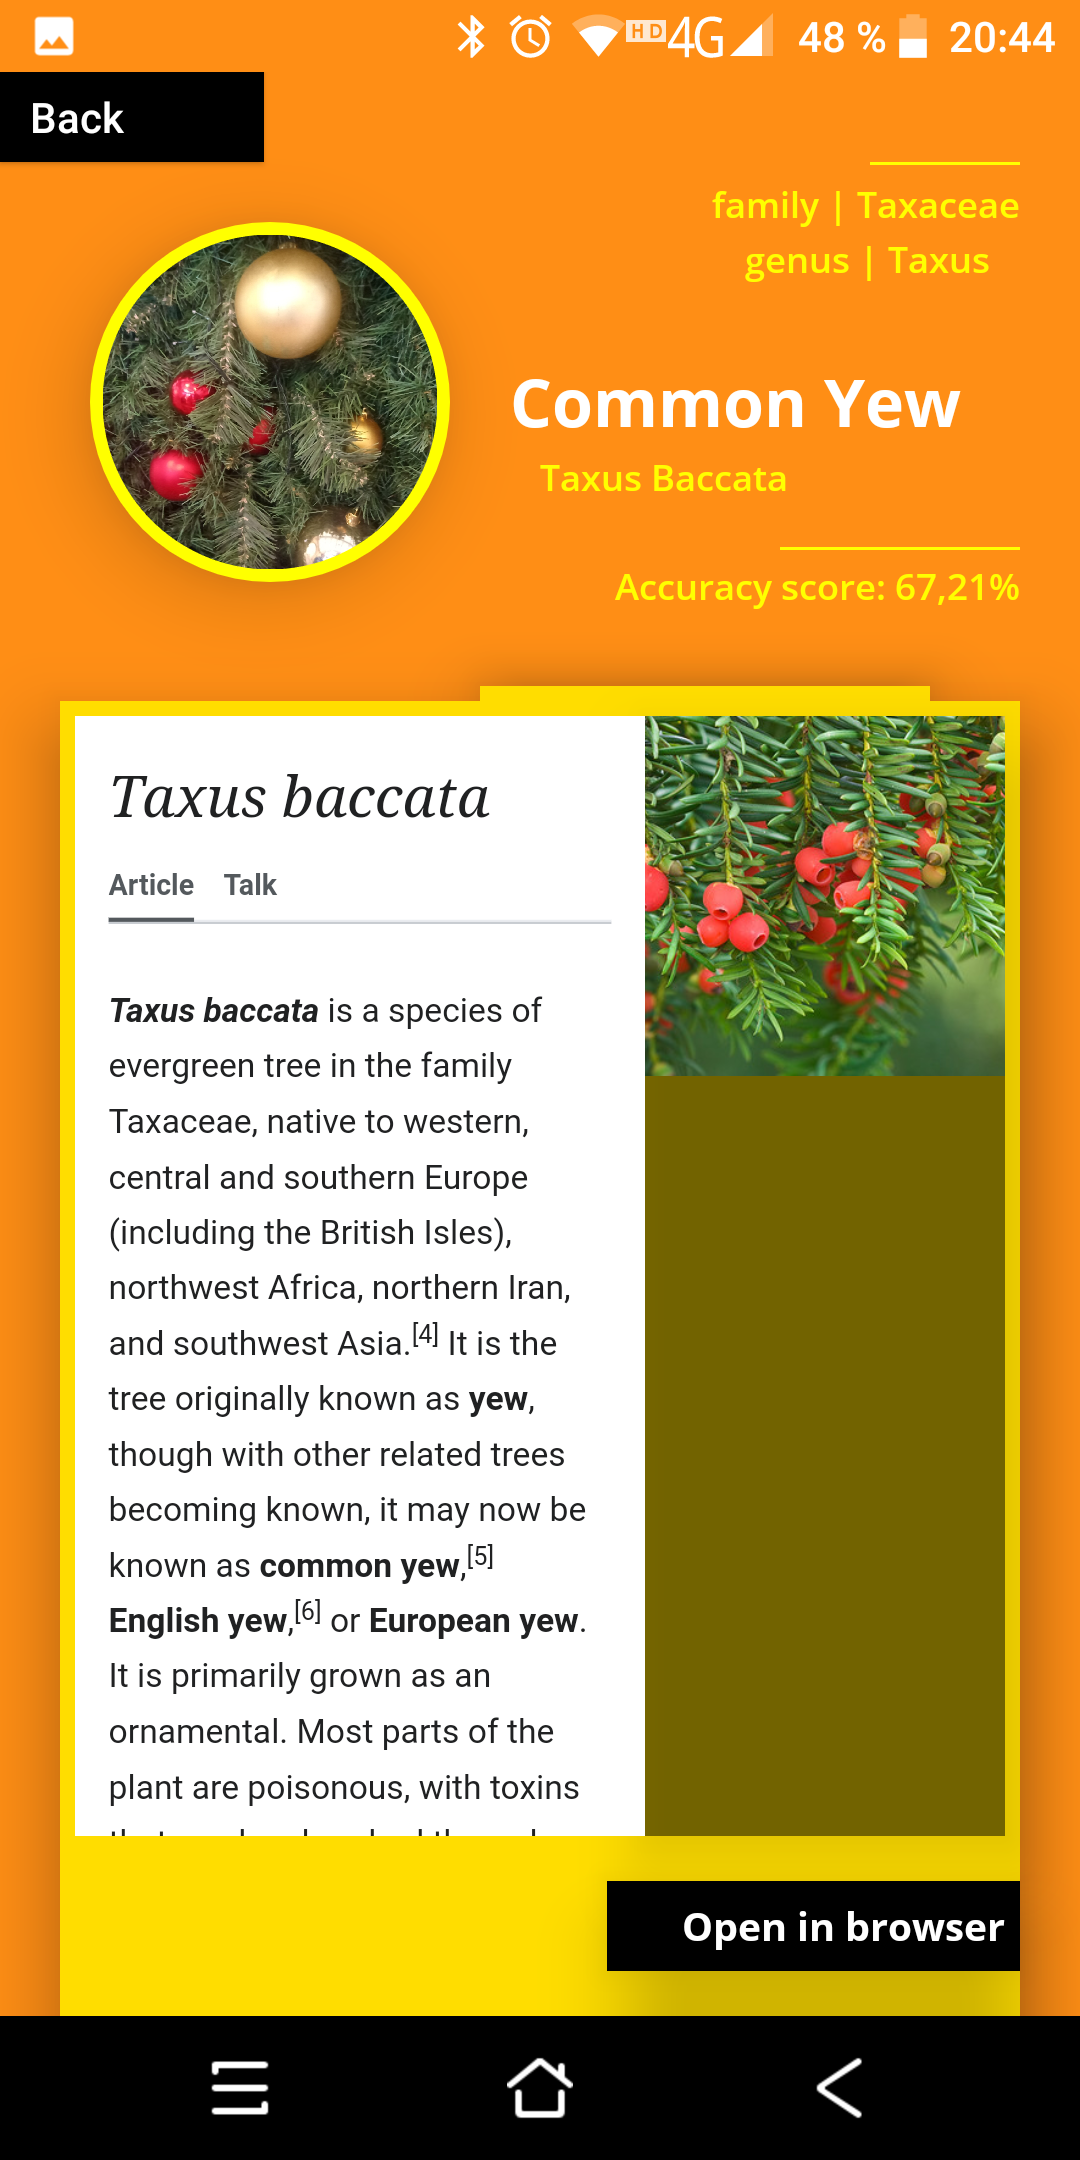 HD 4G 48 % 20:44
Back
family | Taxaceae
genus | Taxus
Common Yew
Taxus Baccata
Accuracy score: 67,21%
Taxus baccata
Article Talk
Taxus baccata is a species of
evergreen tree in the family
Taxaceae, native to western,
central and southern Europe
(including the British Isles),
northwest Africa, northern Iran,
and southwest Asia.[4] It is the
tree originally known as yew,
though with other related trees
becoming known, it may now be
known as common yew,[5]
English yew,[6] or European yew.
It is primarily grown as an
ornamental. Most parts of the
plant are poisonous, with toxins
Open in browser